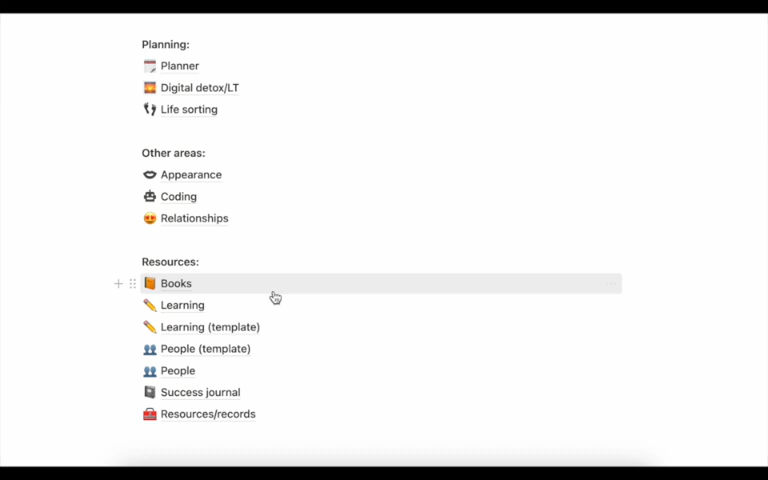 Planning:
Planner
Digital detox/LT
Life sorting
Other areas:
Appearance
Coding
Relationships
Resources:
Books
Learning
Learning (template)
People (template)
People
Success journal
Resources/records